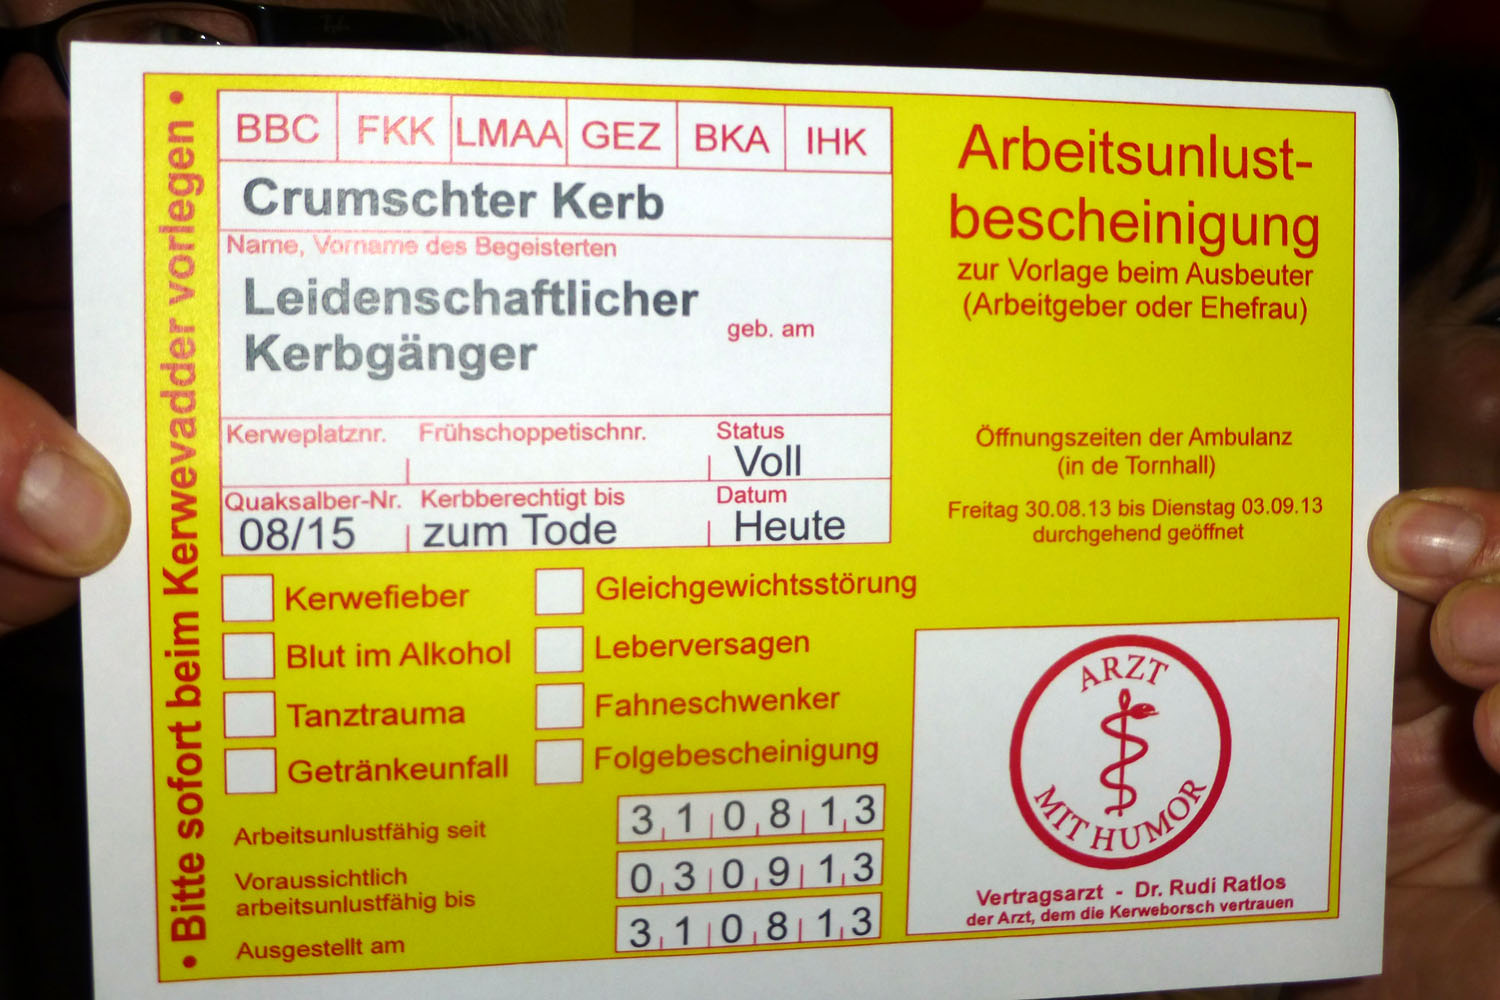 • Bitte sofort beim Kerwevadder vorlegen •
BBC FKK LMAA GEZ BKA IHK
Crumschter Kerb
Name, Vorname des Begeisterten
Leidenschaftlicher
geb. am
Kerbgänger
Kerweplatznr. Frühschoppetischnr. Status
Voll
Quaksalber-Nr. Kerbberechtigt bis Datum
08/15 zum Tode Heute
Kerwefieber
Blut im Alkohol
Tanztrauma
Getränkeunfall
Gleichgewichtsstörung
Leberversagen
Fahneschwenker
Folgebescheinigung
Arbeitsunlustfähig seit 310813
Voraussichtlich
arbeitsunlustfähig bis 030913
Ausgestellt am 310813
Arbeitsunlust-
bescheinigung
zur Vorlage beim Ausbeuter
(Arbeitgeber oder Ehefrau)
Öffnungszeiten der Ambulanz
(in de Tornhall)
Freitag 30.08.13 bis Dienstag 03.09.13
durchgehend geöffnet
ARZT
MIT HUMOR
Vertragsarzt - Dr. Rudi Ratlos
der Arzt, dem die Kerweborsch vertrauen